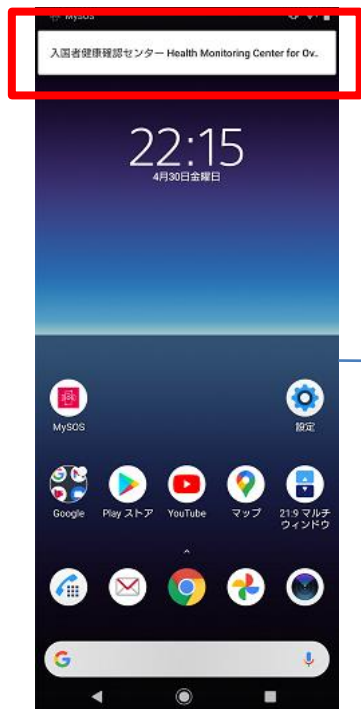 MySOS
入国者健康確認センター Health Monitoring Center for Ov..
22:15
4月30日金曜日
MySOS
設定
Google
Play ストア
YouTube
マップ
21:9 マルチ
ウィンドウ